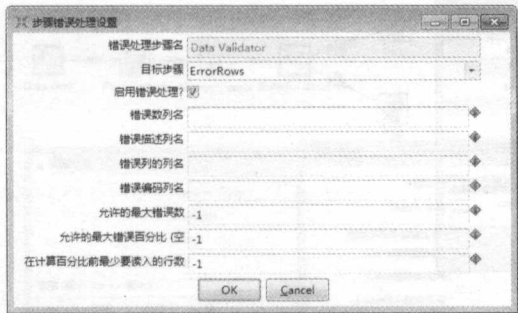 步骤错误处理设置
错误处理步骤名 Data Validator
目标步骤 ErrorRows
启用错误处理?
错误数列名
错误描述列名
错误列的列名
错误编码列名
允许的最大错误数 -1
允许的最大错误百分比 (空 -1
在计算百分比前最少要读入的行数 -1
OK Cancel